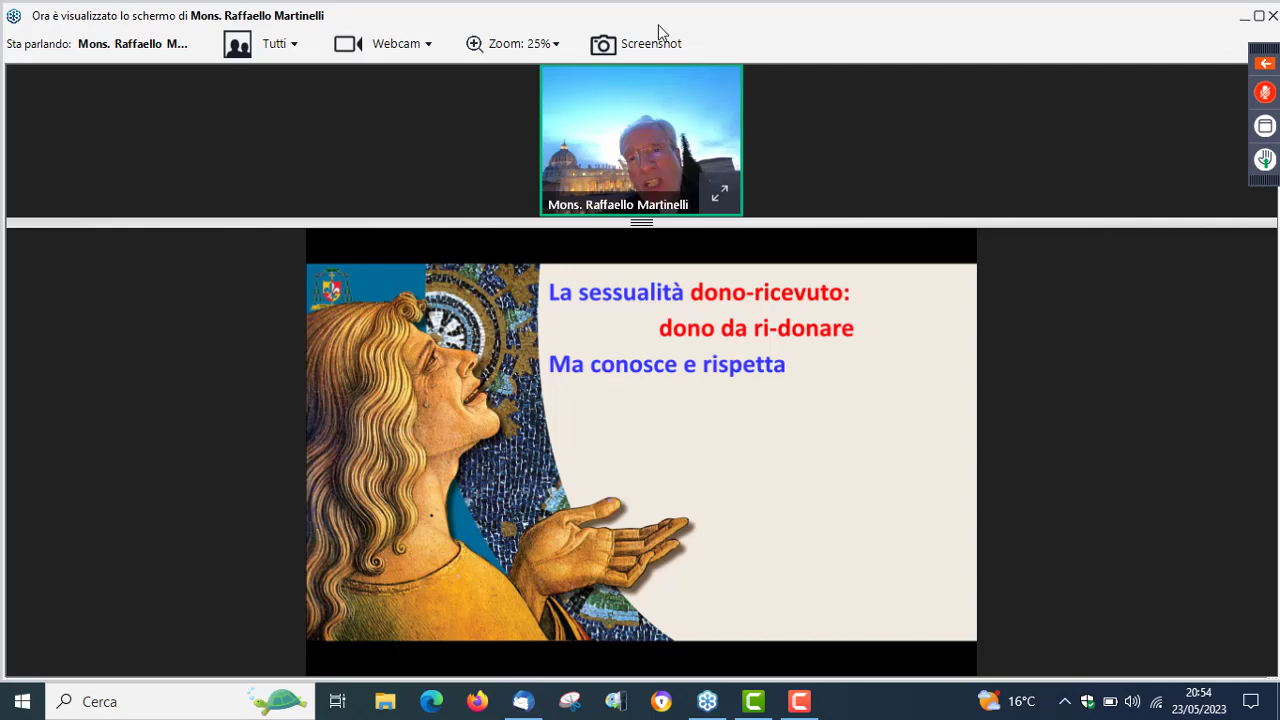 Ora è visualizzato lo schermo di Mons. Raffaello Martinelli
Sta parlando: Mons. Raffaello M... Tutti Webcam Zoom: 25% Screenshot
Mons. Raffaello Martinelli
La sessualità dono-ricevuto:
dono da ri-donare
Ma conosce e rispetta
Cerca
16°C
20:54
23/05/2023